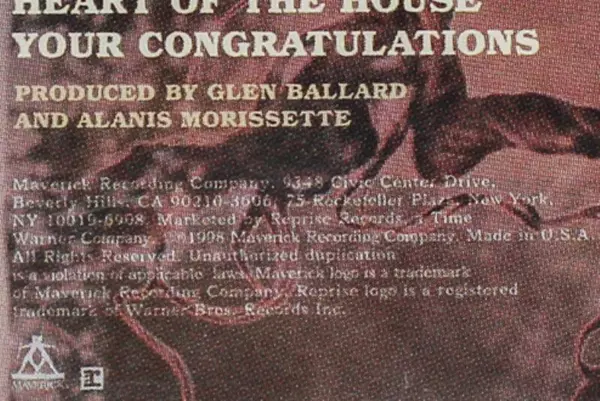 HEART OF THE HOUSE
YOUR CONGRATULATIONS
PRODUCED BY GLEN BALLARD
AND ALANIS MORISSETTE
Maverick Recording Company, 9348 Civic Center Drive,
Beverly Hills, CA 90210-3606, 75 Rockefeller Plaza, New York,
NY 10019-6908. Marketed by Reprise Records, a Time
Warner Company. ℗©1998 Maverick Recording Company. Made in U.S.A.
All Rights Reserved. Unauthorized duplication
is a violation of applicable laws. Maverick logo is a trademark
of Maverick Recording Company. Reprise logo is a registered
trademark of Warner Bros. Records Inc.
MAVERICK r